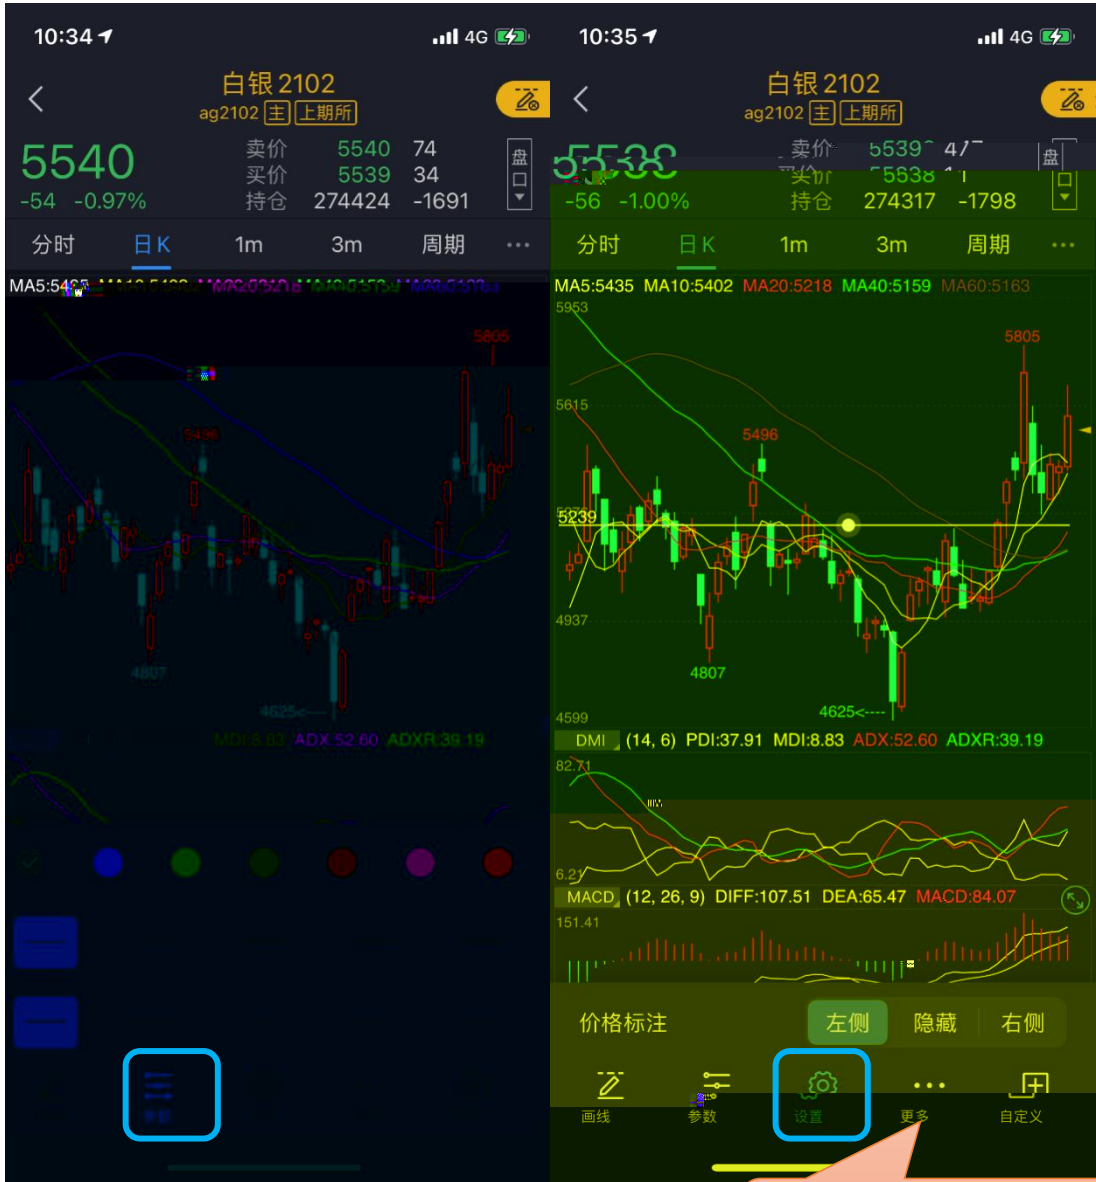 10:34
4G
白银2102
ag2102 主 上期所
5540
-54 -0.97%
卖价 5540 74
买价 5539 34
持仓 274424 -1691
盘口
分时 日K 1m 3m 周期
MA5:5435
5805
5496
4807
4625<----
MDI:8.83 ADX:52.60 ADXR:39.19
参数
10:35
4G
白银2102
ag2102 主 上期所
5538
-56 -1.00%
卖价
持仓 274317 -1798
盘口
分时 日K 1m 3m 周期
MA5:5435 MA10:5402 MA20:5218 MA40:5159 MA60:5163
5953
5805
5615
5496
5239
4937
4807
4625<----
4599
DMI (14, 6) PDI:37.91 MDI:8.83 ADX:52.60 ADXR:39.19
82.71
6.21
MACD (12, 26, 9) DIFF:107.51 DEA:65.47 MACD:84.07
151.41
价格标注 左侧 隐藏 右侧
画线 参数 设置 更多 自定义